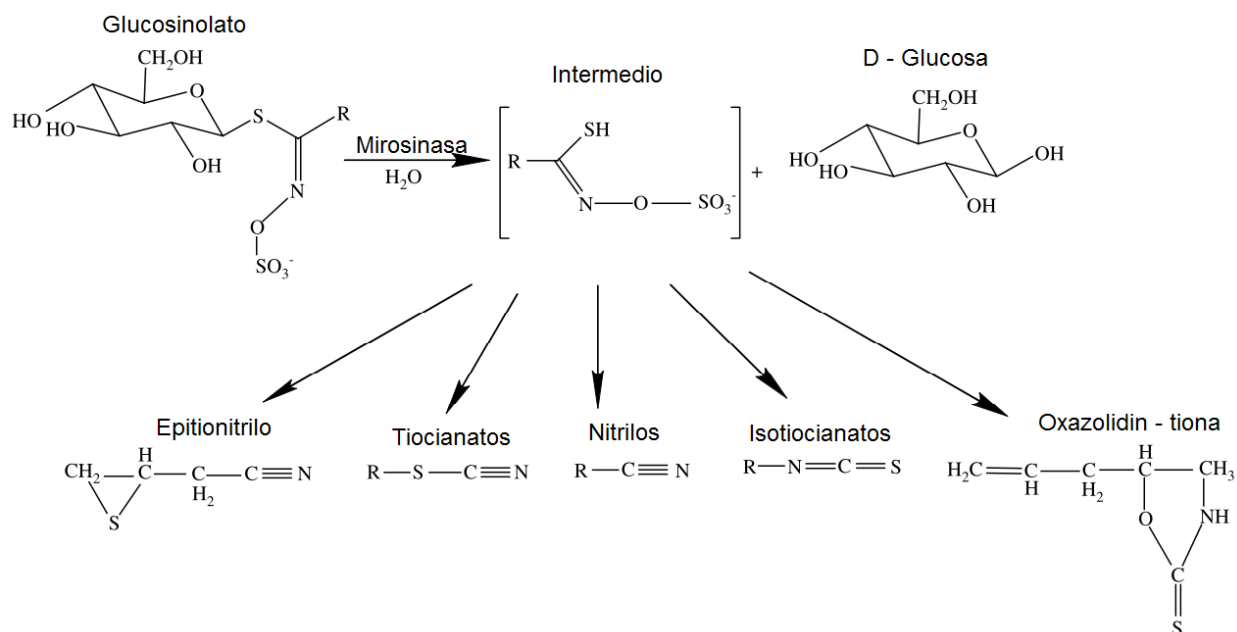 Glucosinolato
CH2OH
O
HO
HO
OH
S
R
N
O
SO3-
Mirosinasa
H2O
Intermedio
SH
R
N
O
SO3-
+
D - Glucosa
CH2OH
O
HO
HO
OH
OH
Epitionitrilo
H
CH2 C C C N
H2
S
Tiocianatos
R S C N
Nitrilos
R C N
Isotiocianatos
R N C S
Oxazolidin - tiona
H
H2C C C C CH3
H H2
O NH
C
S